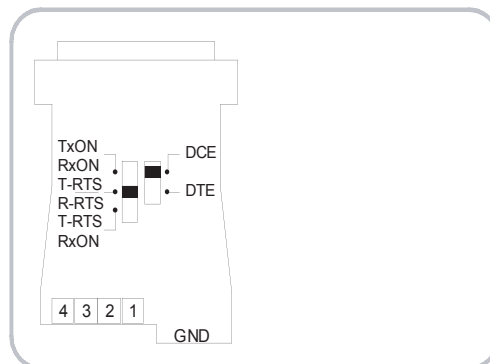 TxON
RxON
T-RTS
R-RTS
T-RTS
RxON
DCE
DTE
4 3 2 1
GND